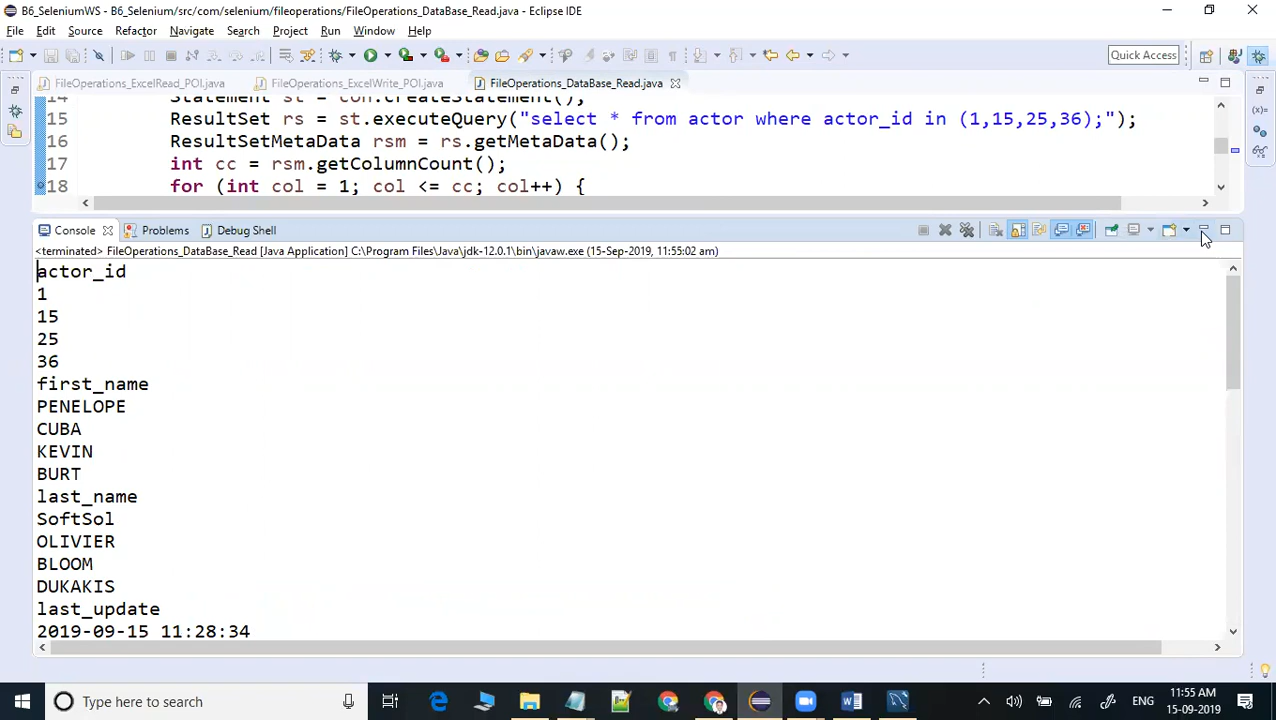 B6_SeleniumWS - B6_Selenium/src/com/selenium/fileoperations/FileOperations_DataBase_Read.java - Eclipse IDE
File Edit Source Refactor Navigate Search Project Run Window Help
Quick Access
FileOperations_ExcelRead_POI.java FileOperations_ExcelWrite_POI.java FileOperations_DataBase_Read.java
14 Statement st = con.createStatement();
15 ResultSet rs = st.executeQuery("select * from actor where actor_id in (1,15,25,36);");
16 ResultSetMetaData rsm = rs.getMetaData();
17 int cc = rsm.getColumnCount();
18 for (int col = 1; col <= cc; col++) {
Console Problems Debug Shell
<terminated> FileOperations_DataBase_Read [Java Application] C:\Program Files\Java\jdk-12.0.1\bin\javaw.exe (15-Sep-2019, 11:55:02 am)
actor_id
1
15
25
36
first_name
PENELOPE
CUBA
KEVIN
BURT
last_name
SoftSol
OLIVIER
BLOOM
DUKAKIS
last_update
2019-09-15 11:28:34
Type here to search
ENG
11:55 AM
15-09-2019